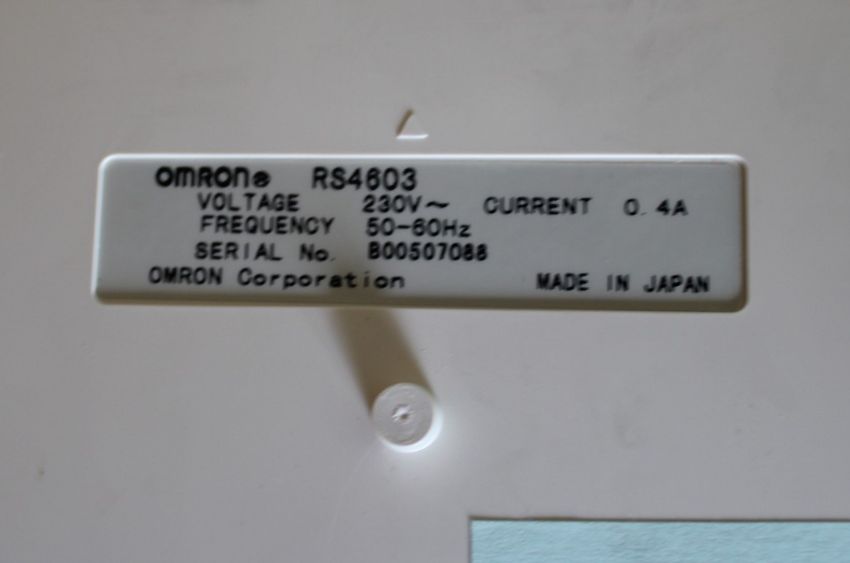 OMRON® RS4603
VOLTAGE 230V~ CURRENT 0.4A
FREQUENCY 50-60Hz
SERIAL No. B00507088
OMRON Corporation MADE IN JAPAN